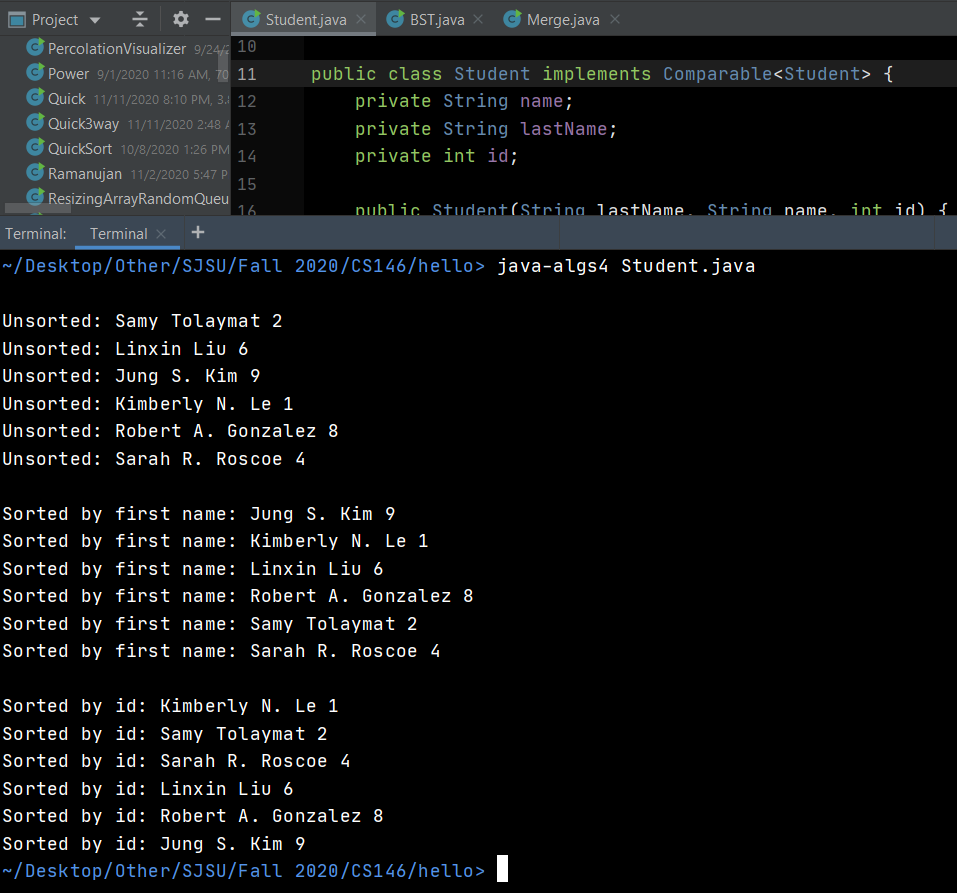 Project
Student.java
BST.java
Merge.java
PercolationVisualizer 9/24/2
Power 9/1/2020 11:16 AM, 70
Quick 11/11/2020 8:10 PM, 3.
Quick3way 11/11/2020 2:48
QuickSort 10/8/2020 1:26 PM
Ramanujan 11/2/2020 5:47 P
ResizingArrayRandomQueu
10
11 public class Student implements Comparable<Student> {
12 private String name;
13 private String lastName;
14 private int id;
15
16 public Student(String lastName, String name, int id) {
Terminal: Terminal +
~/Desktop/Other/SJSU/Fall 2020/CS146/hello> java-algs4 Student.java
Unsorted: Samy Tolaymat 2
Unsorted: Linxin Liu 6
Unsorted: Jung S. Kim 9
Unsorted: Kimberly N. Le 1
Unsorted: Robert A. Gonzalez 8
Unsorted: Sarah R. Roscoe 4
Sorted by first name: Jung S. Kim 9
Sorted by first name: Kimberly N. Le 1
Sorted by first name: Linxin Liu 6
Sorted by first name: Robert A. Gonzalez 8
Sorted by first name: Samy Tolaymat 2
Sorted by first name: Sarah R. Roscoe 4
Sorted by id: Kimberly N. Le 1
Sorted by id: Samy Tolaymat 2
Sorted by id: Sarah R. Roscoe 4
Sorted by id: Linxin Liu 6
Sorted by id: Robert A. Gonzalez 8
Sorted by id: Jung S. Kim 9
~/Desktop/Other/SJSU/Fall 2020/CS146/hello>